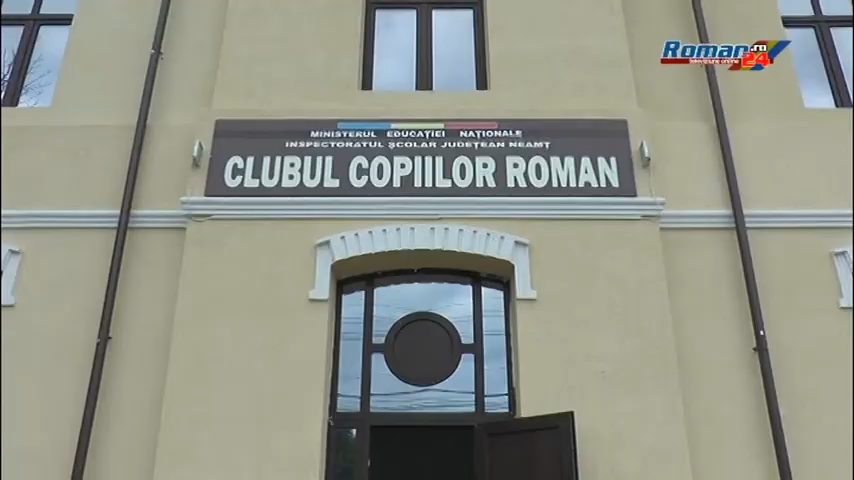 Roman .ro
televiziune online 24
MINISTERUL EDUCAȚIEI NAȚIONALE
INSPECTORATUL ȘCOLAR JUDEȚEAN NEAMȚ
CLUBUL COPIILOR ROMAN